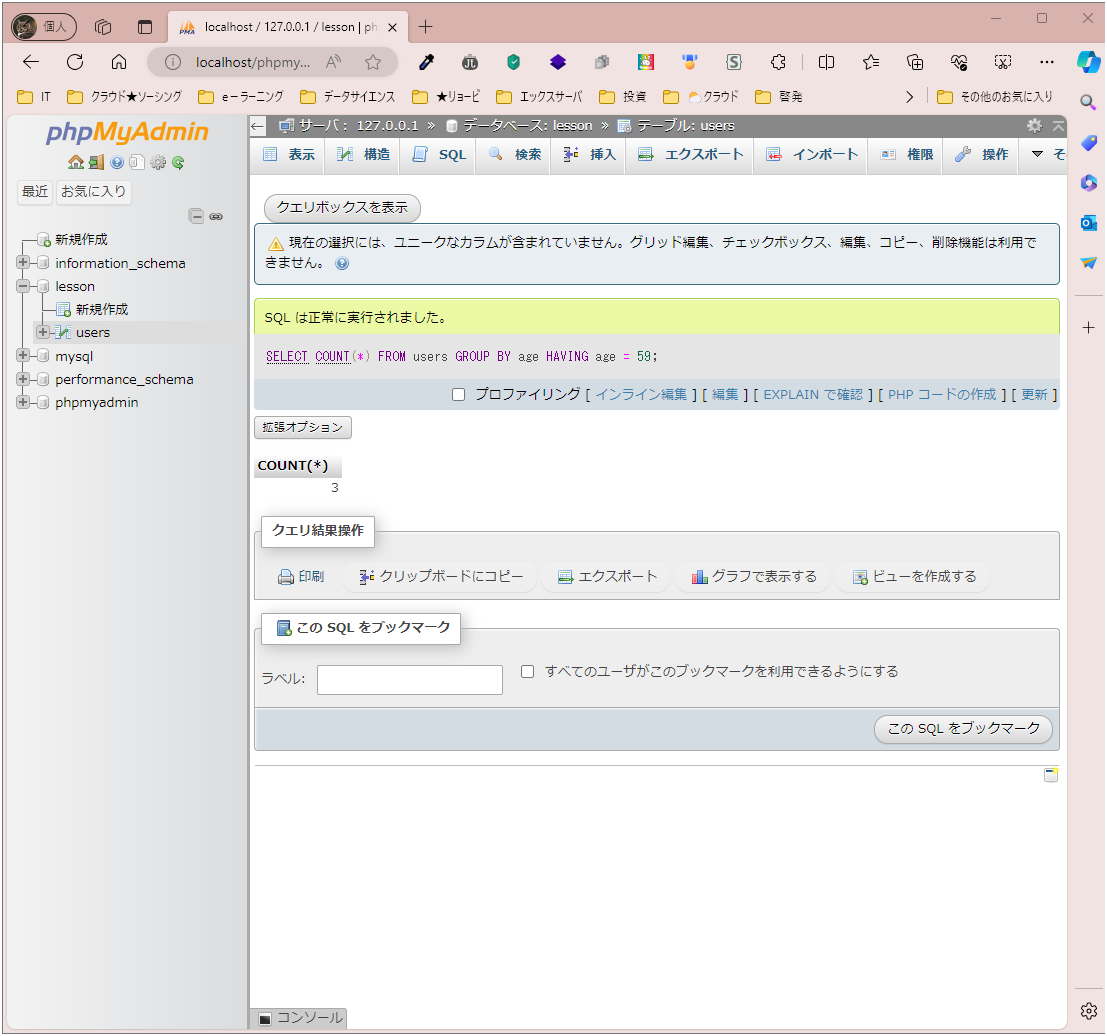 個人
localhost / 127.0.0.1 / lesson | ph
localhost/phpmy...
IT
クラウド★ソーシング
e－ラーニング
データサイエンス
★リョービ
エックスサーバ
投資
クラウド
啓発
その他のお気に入り
phpMyAdmin
最近
お気に入り
新規作成
information_schema
lesson
新規作成
users
mysql
performance_schema
phpmyadmin
サーバ: 127.0.0.1 » データベース: lesson » テーブル: users
表示
構造
SQL
検索
挿入
エクスポート
インポート
権限
操作
そ
クエリボックスを表示
現在の選択には、ユニークなカラムが含まれていません。グリッド編集、チェックボックス、編集、コピー、削除機能は利用で
きません。
SQL は正常に実行されました。
SELECT COUNT(*) FROM users GROUP BY age HAVING age = 59;
プロファイリング [ インライン編集 ] [ 編集 ] [ EXPLAIN で確認 ] [ PHP コードの作成 ] [ 更新 ]
拡張オプション
COUNT(*)
3
クエリ結果操作
印刷
クリップボードにコピー
エクスポート
グラフで表示する
ビューを作成する
この SQL をブックマーク
ラベル:
すべてのユーザがこのブックマークを利用できるようにする
この SQL をブックマーク
コンソール